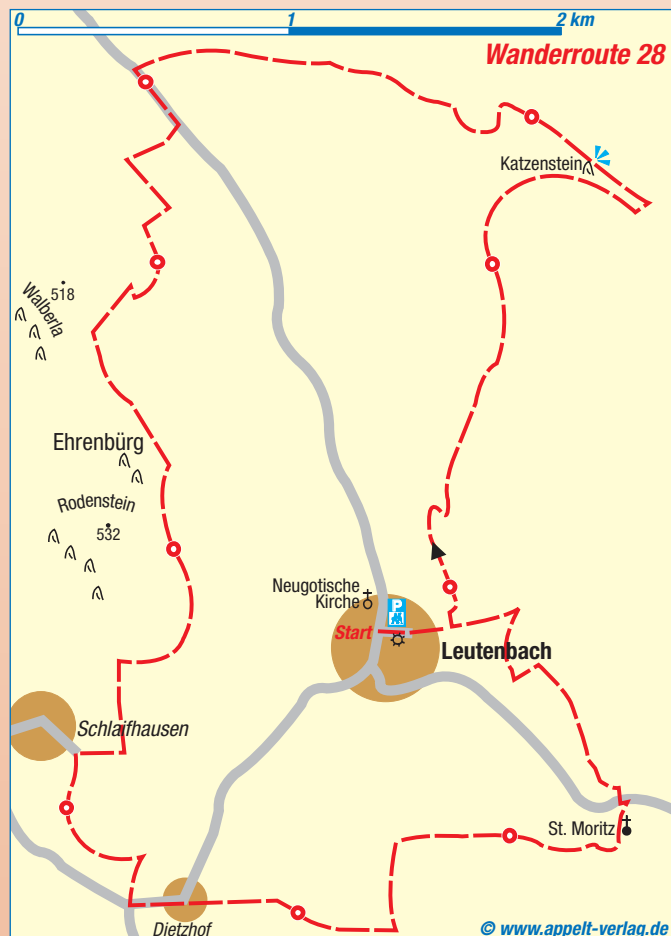 0 1 2 km
Wanderroute 28
Katzenstein
518
Walberla
Ehrenbürg
Rodenstein
532
Neugotische
Kirche
P
Start
Leutenbach
Schlaifhausen
St. Moritz
Dietzhof
© www.appelt-verlag.de